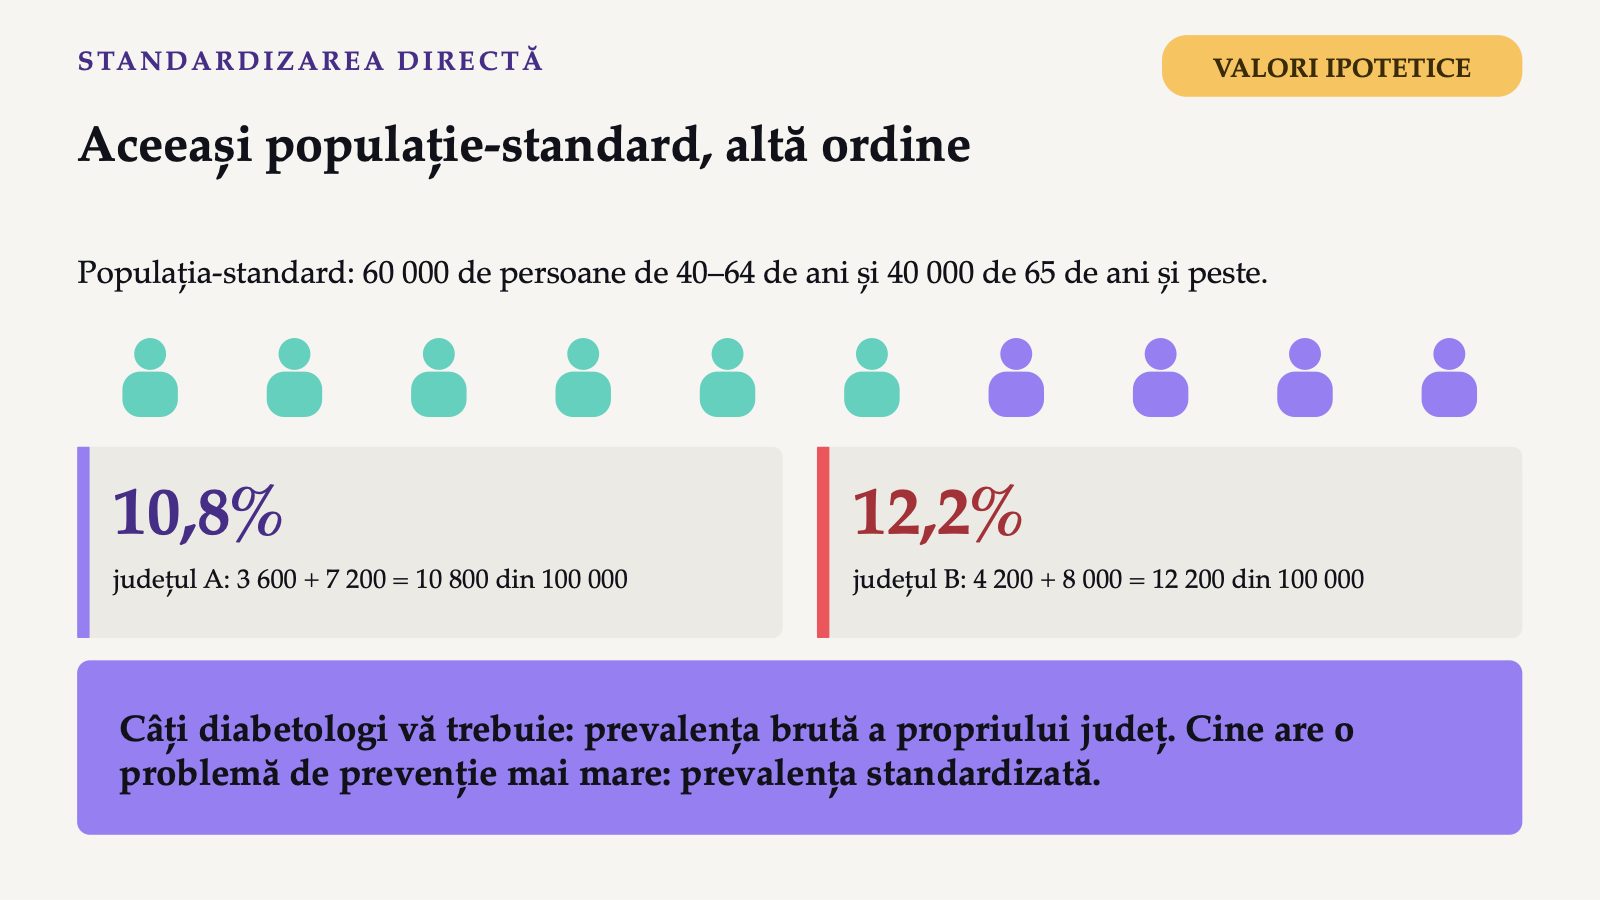 STANDARDIZAREA DIRECTĂ
VALORI IPOTETICE
Aceeași populație-standard, altă ordine
Populația-standard: 60 000 de persoane de 40–64 de ani și 40 000 de 65 de ani și peste.
10,8%
județul A: 3 600 + 7 200 = 10 800 din 100 000
12,2%
județul B: 4 200 + 8 000 = 12 200 din 100 000
Câți diabetologi vă trebuie: prevalența brută a propriului județ. Cine are o
problemă de prevenție mai mare: prevalența standardizată.